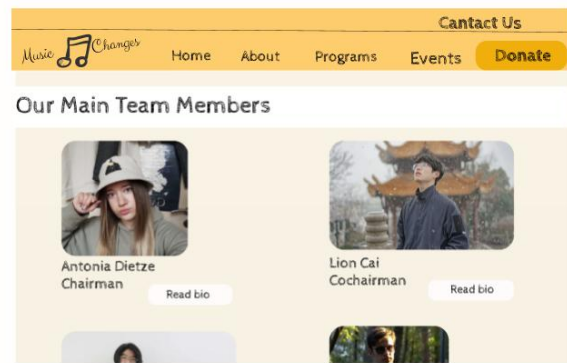 Cantact Us
Music Changes
Home About Programs Events Donate
Our Main Team Members
Antonia Dietze
Chairman
Read bio
Lion Cai
Cochairman
Read bio